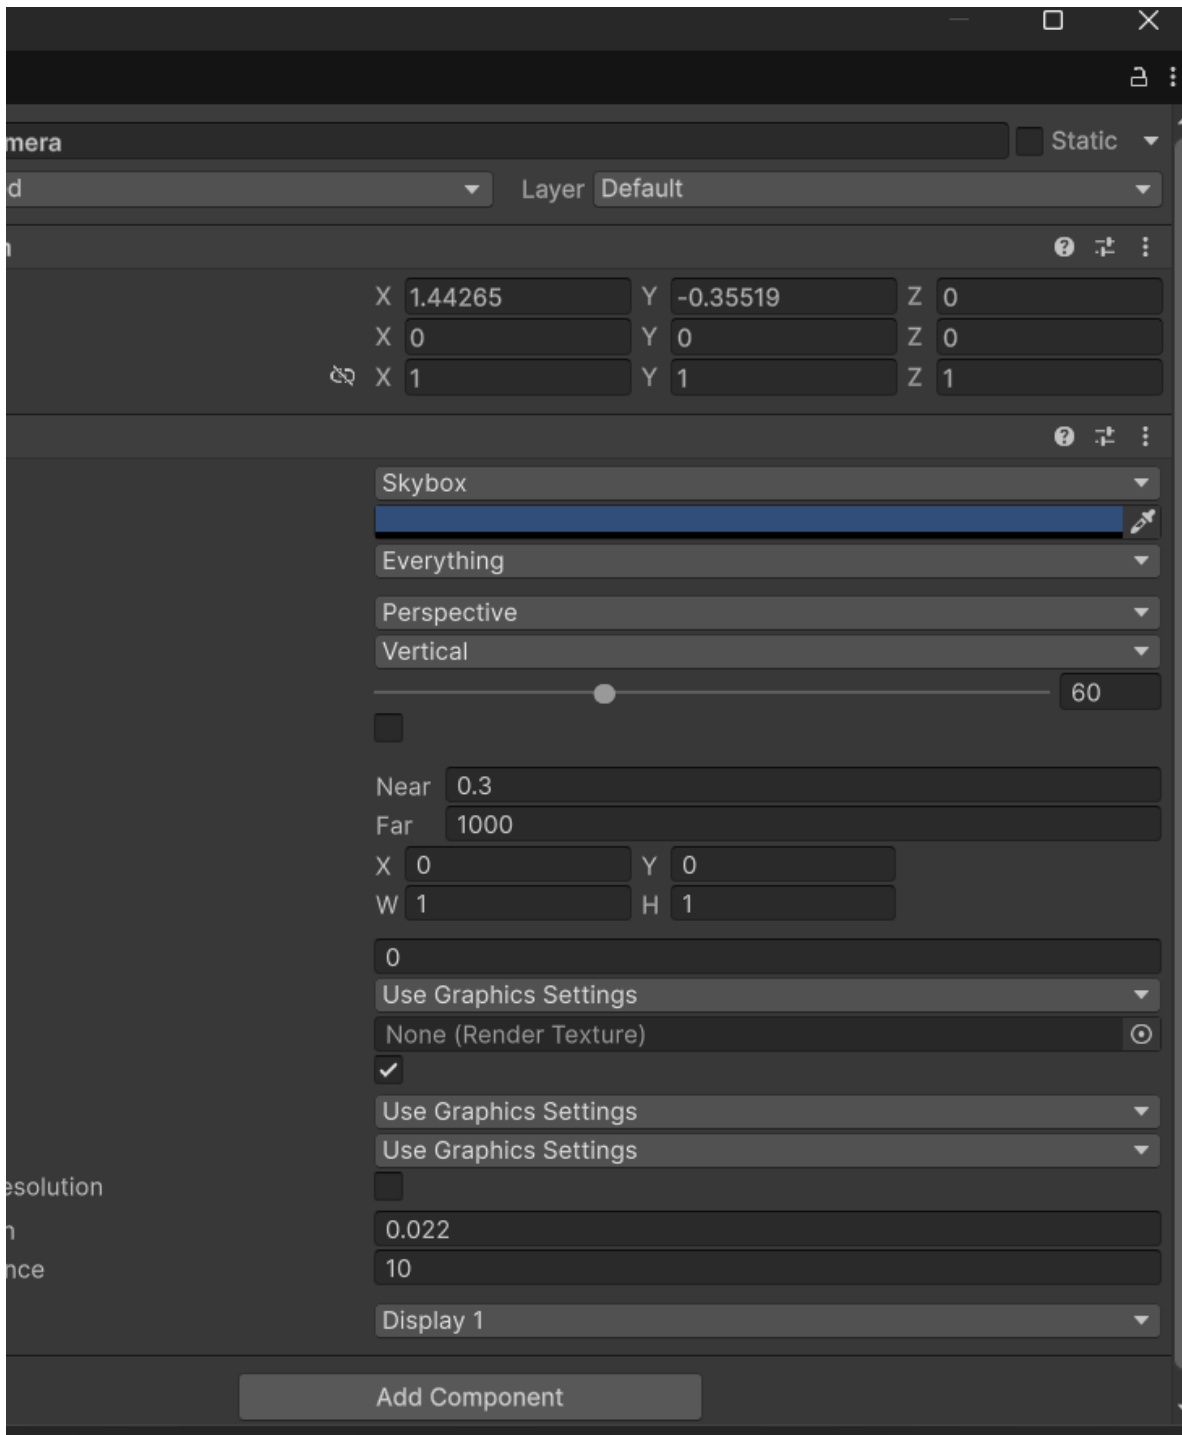 mera Static
d Layer Default
X 1.44265 Y -0.35519 Z 0
X 0 Y 0 Z 0
X 1 Y 1 Z 1
Skybox
Everything
Perspective
Vertical
60
Near 0.3
Far 1000
X 0 Y 0
W 1 H 1
0
Use Graphics Settings
None (Render Texture)
Use Graphics Settings
Use Graphics Settings
esolution
0.022
nce 10
Display 1
Add Component